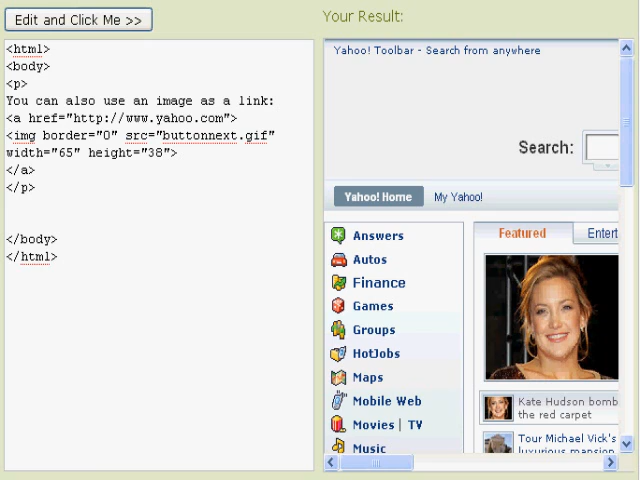 Edit and Click Me >>
Your Result:
<html>
<body>
<p>
You can also use an image as a link:
<a href="http://www.yahoo.com">
<img border="0" src="buttonnext.gif"
width="65" height="38">
</a>
</p>
</body>
</html>
Yahoo! Toolbar - Search from anywhere
Search:
Yahoo! Home
My Yahoo!
Answers
Autos
Finance
Games
Groups
HotJobs
Maps
Mobile Web
Movies | TV
Music
Featured
Entert
Kate Hudson bomb
the red carpet
Tour Michael Vick's
luxurious mansion